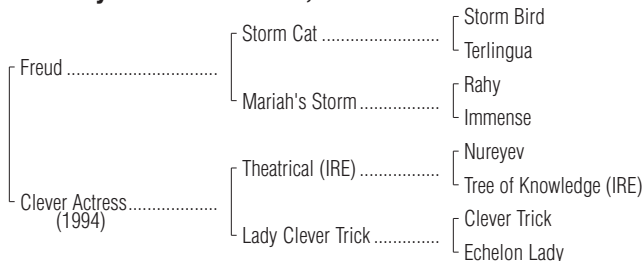 Storm Bird
Storm Cat ........................
Terlingua
Freud ................................
Rahy
Mariah's Storm .................
Immense
Nureyev
Theatrical (IRE) .................
Tree of Knowledge (IRE)
Clever Actress...................
(1994)
Clever Trick
Lady Clever Trick ..............
Echelon Lady